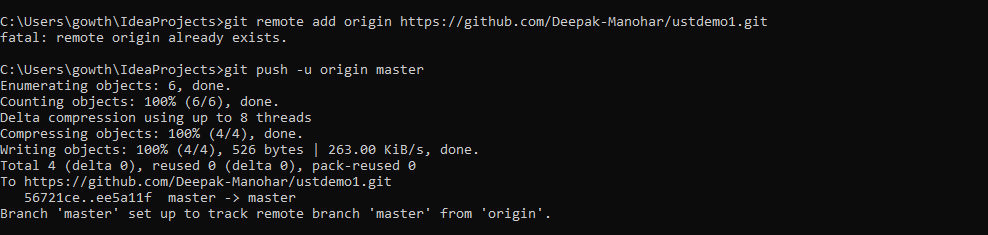 C:\Users\gowth\IdeaProjects>git remote add origin https://github.com/Deepak-Manohar/ustdemo1.git
fatal: remote origin already exists.
C:\Users\gowth\IdeaProjects>git push -u origin master
Enumerating objects: 6, done.
Counting objects: 100% (6/6), done.
Delta compression using up to 8 threads
Compressing objects: 100% (4/4), done.
Writing objects: 100% (4/4), 526 bytes | 263.00 KiB/s, done.
Total 4 (delta 0), reused 0 (delta 0), pack-reused 0
To https://github.com/Deepak-Manohar/ustdemo1.git
   56721ce..ee5a11f  master -> master
Branch 'master' set up to track remote branch 'master' from 'origin'.